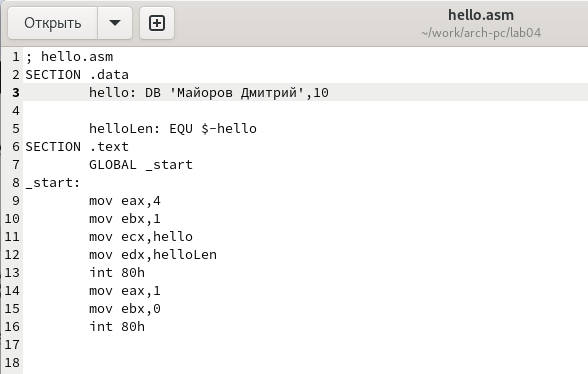 Открыть
hello.asm
~/work/arch-pc/lab04
1 ; hello.asm
2 SECTION .data
3         hello: DB 'Майоров Дмитрий',10
4
5         helloLen: EQU $-hello
6 SECTION .text
7         GLOBAL _start
8 _start:
9         mov eax,4
10         mov ebx,1
11         mov ecx,hello
12         mov edx,helloLen
13         int 80h
14         mov eax,1
15         mov ebx,0
16         int 80h
17
18